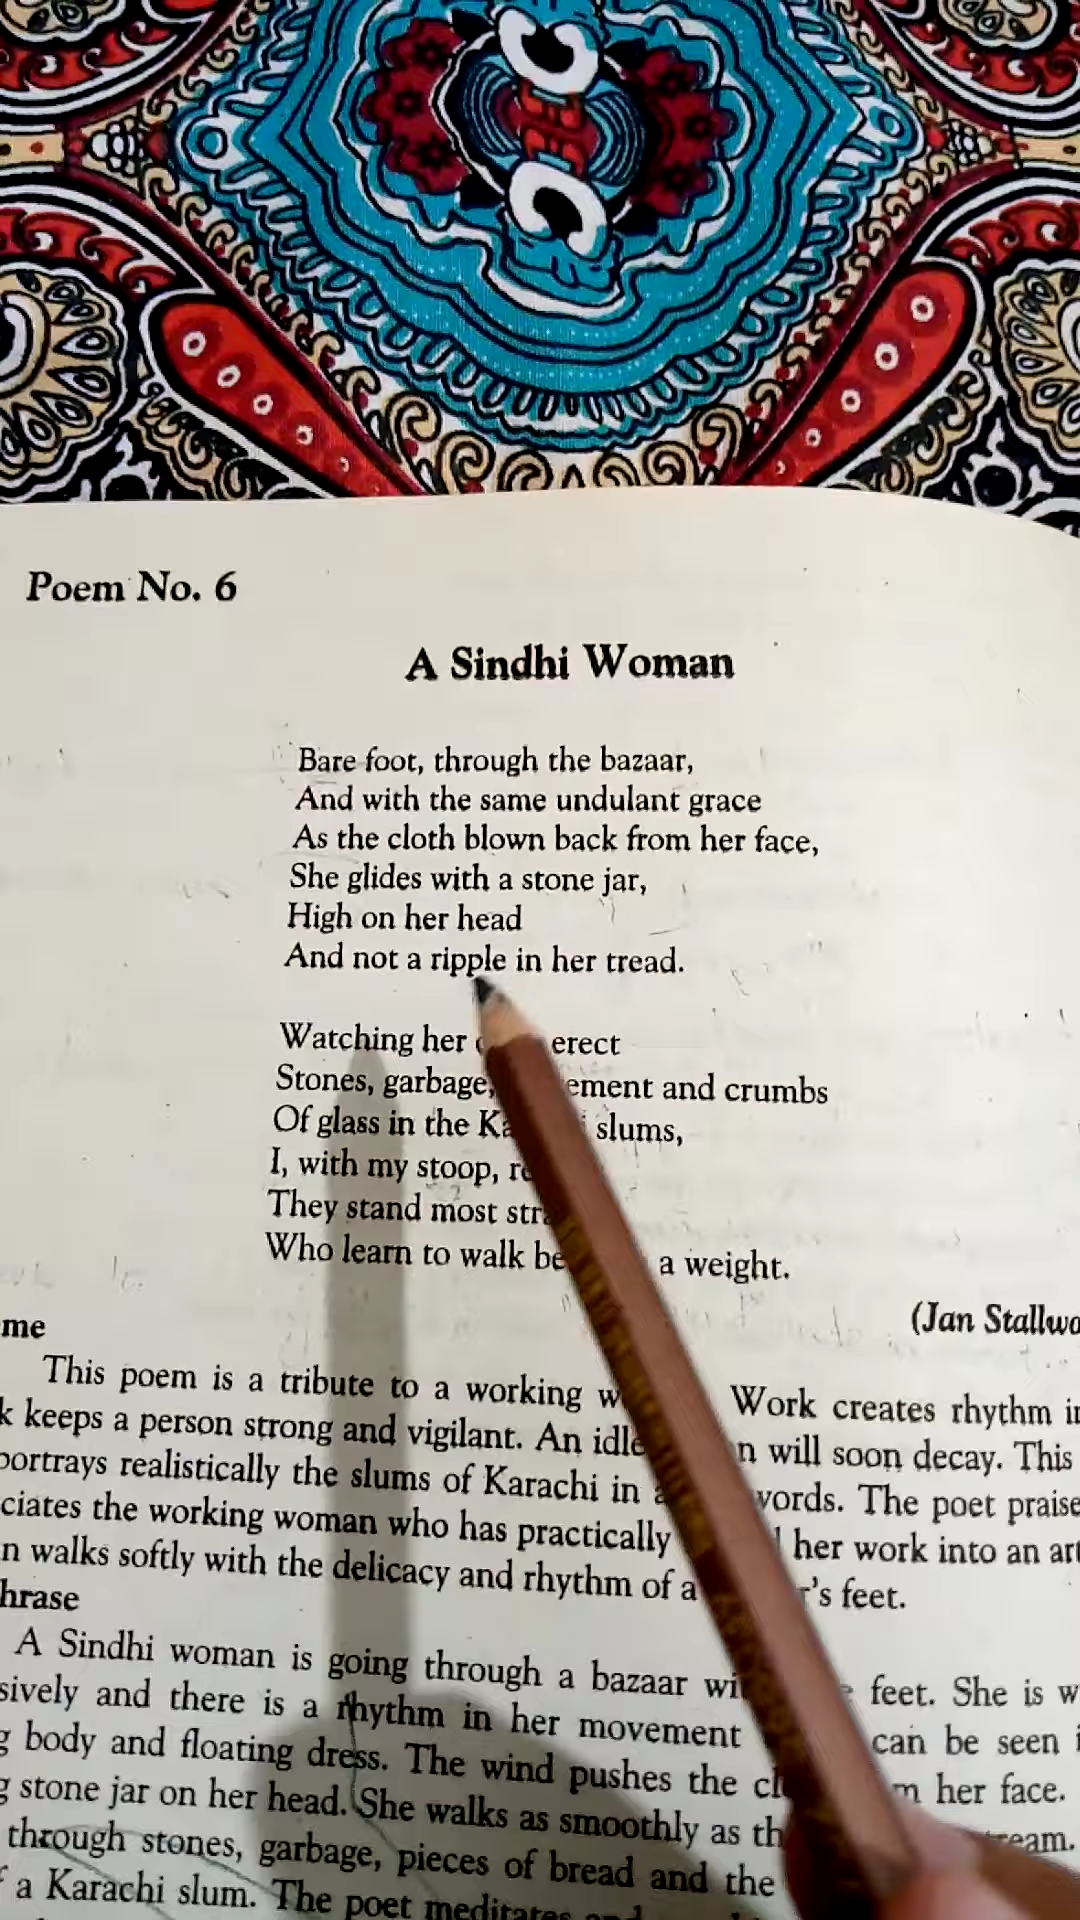 Poem No. 6
A Sindhi Woman
Bare foot, through the bazaar,
And with the same undulant grace
As the cloth blown back from her face,
She glides with a stone jar,
High on her head
And not a ripple in her tread.
Watching her erect
Stones, garbage, ement and crumbs
Of glass in the Ka slums,
I, with my stoop, re
They stand most stra
Who learn to walk be a weight.
(Jan Stallwo
me
This poem is a tribute to a working w Work creates rhythm in
k keeps a person strong and vigilant. An idle n will soon decay. This
portrays realistically the slums of Karachi in a words. The poet praise
ciates the working woman who has practically her work into an art
n walks softly with the delicacy and rhythm of a r's feet.
hrase
A Sindhi woman is going through a bazaar wi feet. She is w
sively and there is a rhythm in her movement can be seen i
g body and floating dress. The wind pushes the cl m her face.
g stone jar on her head. She walks as smoothly as th ream.
through stones, garbage, pieces of bread and the
a Karachi slum. The poet meditates and